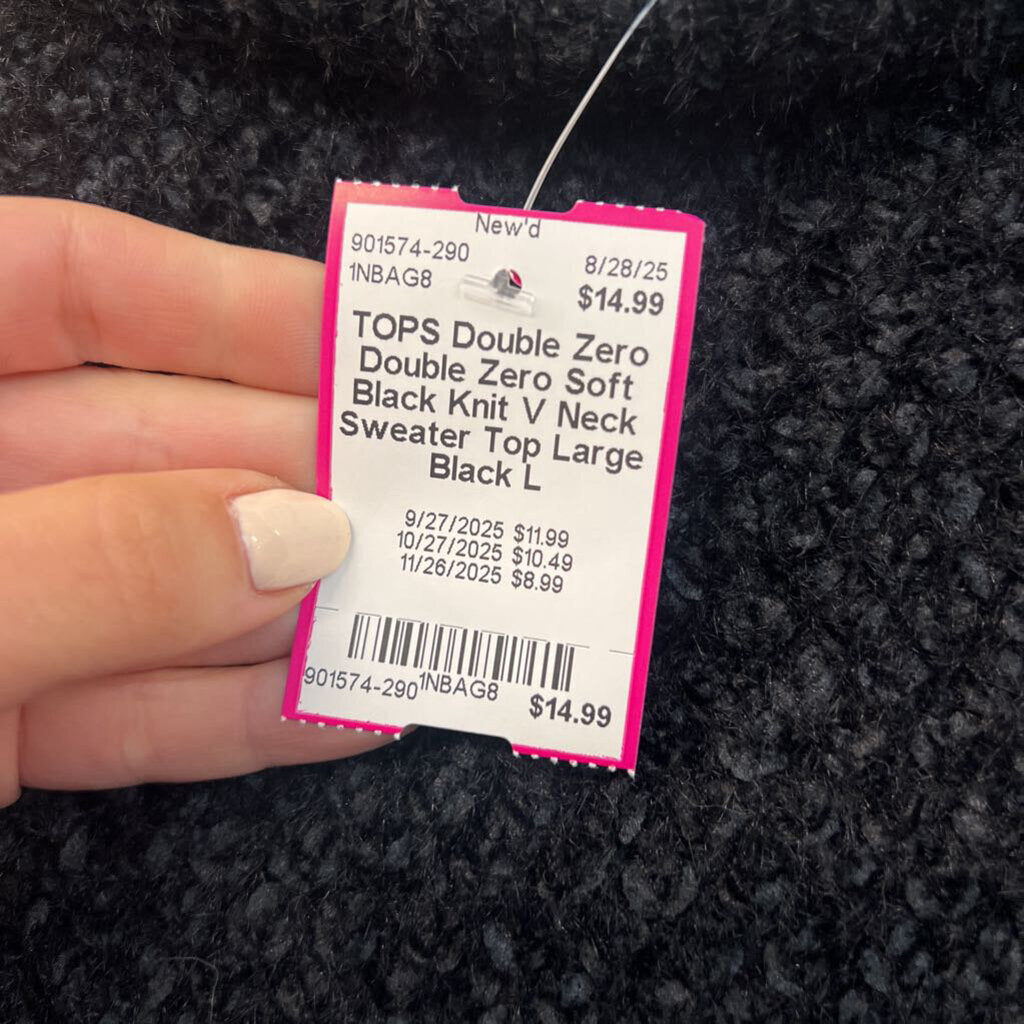 New'd
901574-290
8/28/25
1NBAG8
$14.99
TOPS Double Zero
Double Zero Soft
Black Knit V Neck
Sweater Top Large
Black L
9/27/2025 $11.99
10/27/2025 $10.49
11/26/2025 $8.99
901574-290 1NBAG8 $14.99